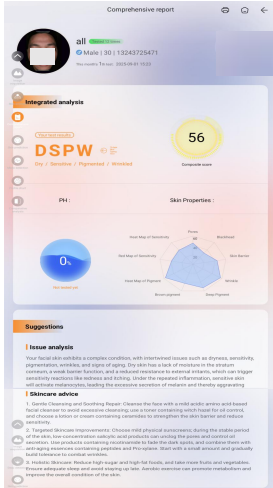 Comprehensive report
all
Male | 30 | 13243725471
Integrated analysis
DSPW
Dry / Sensitive / Pigmented / Wrinkled
56
Composite score
PH :
Skin Properties :
0%
Pores
Blackhead
Skin Barrier
Wrinkle
Deep Pigment
Brown pigment
Heat Map of Pigment
Red Map of Sensitivity
Heat Map of Sensitivity
Suggestions
Issue analysis
Your facial skin exhibits a complex condition, with intertwined issues such as dryness, sensitivity,
pigmentation, wrinkles, and signs of aging. Dry skin has a lack of moisture in the stratum
corneum, a weak barrier function, and a reduced resistance to external irritants, which can trigger
sensitivity reactions like redness and itching. Under the repeated inflammation, sensitive skin
will activate melanocytes, leading the excessive secretion of melanin and thereby aggravating
Skincare advice
1. Gentle Cleansing and Soothing Repair: Cleanse the face with a mild acidic amino acid-based
facial cleanser to avoid excessive cleansing, use a toner containing which hazel for oil control,
and choose a lotion or cream containing ceramides to strengthen the skin barrier and reduce
sensitivity.
2. Targeted Skincare Improvements: Choose mild physical sunscreens; during the stable period
of the skin, low-concentration salicylic acid products can unclog the pores and control oil
secretion. Use products containing nicotinamide to fade the dark spots, and combine them with
anti-aging essences containing peptides and Pro-xylane. Start with a small amount and gradually
build tolerance to combat wrinkles.
3. Holistic Skincare: Reduce high sugar and high-fat foods, and take more fruits and vegetables.
Ensure adequate sleep and avoid staying up late. Aerobic exercise can promote metabolism and
improve the overall condition of the skin.